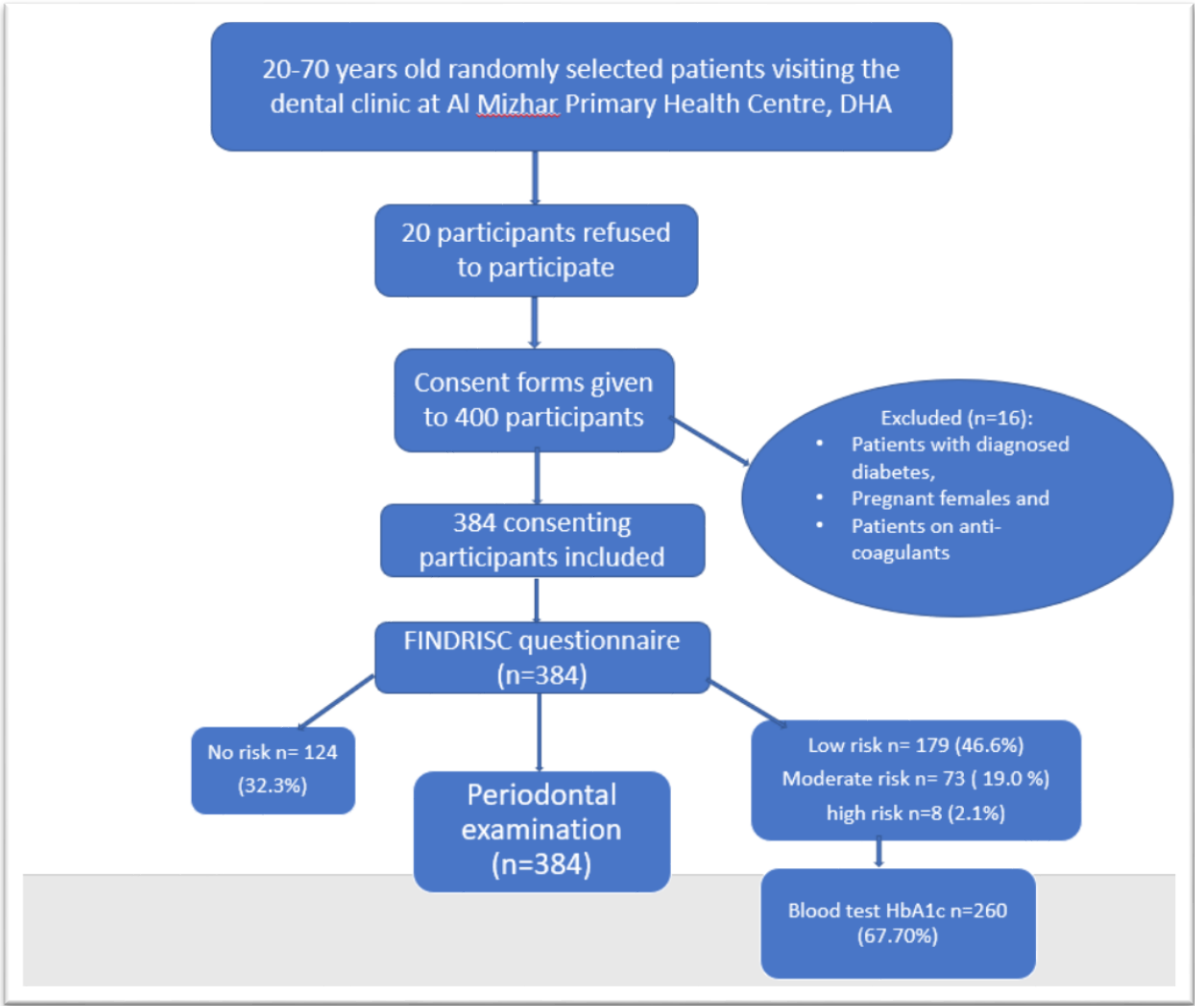 20-70 years old randomly selected patients visiting the
dental clinic at Al Mizhar Primary Health Centre, DHA
20 participants refused
to participate
Consent forms given
to 400 participants
Excluded (n=16):
• Patients with diagnosed
diabetes,
• Pregnant females and
• Patients on anti-
coagulants
384 consenting
participants included
FINDRISC questionnaire
(n=384)
No risk n= 124
(32.3%)
Periodontal
examination
(n=384)
Low risk n= 179 (46.6%)
Moderate risk n= 73 ( 19.0 %)
high risk n=8 (2.1%)
Blood test HbA1c n=260
(67.70%)